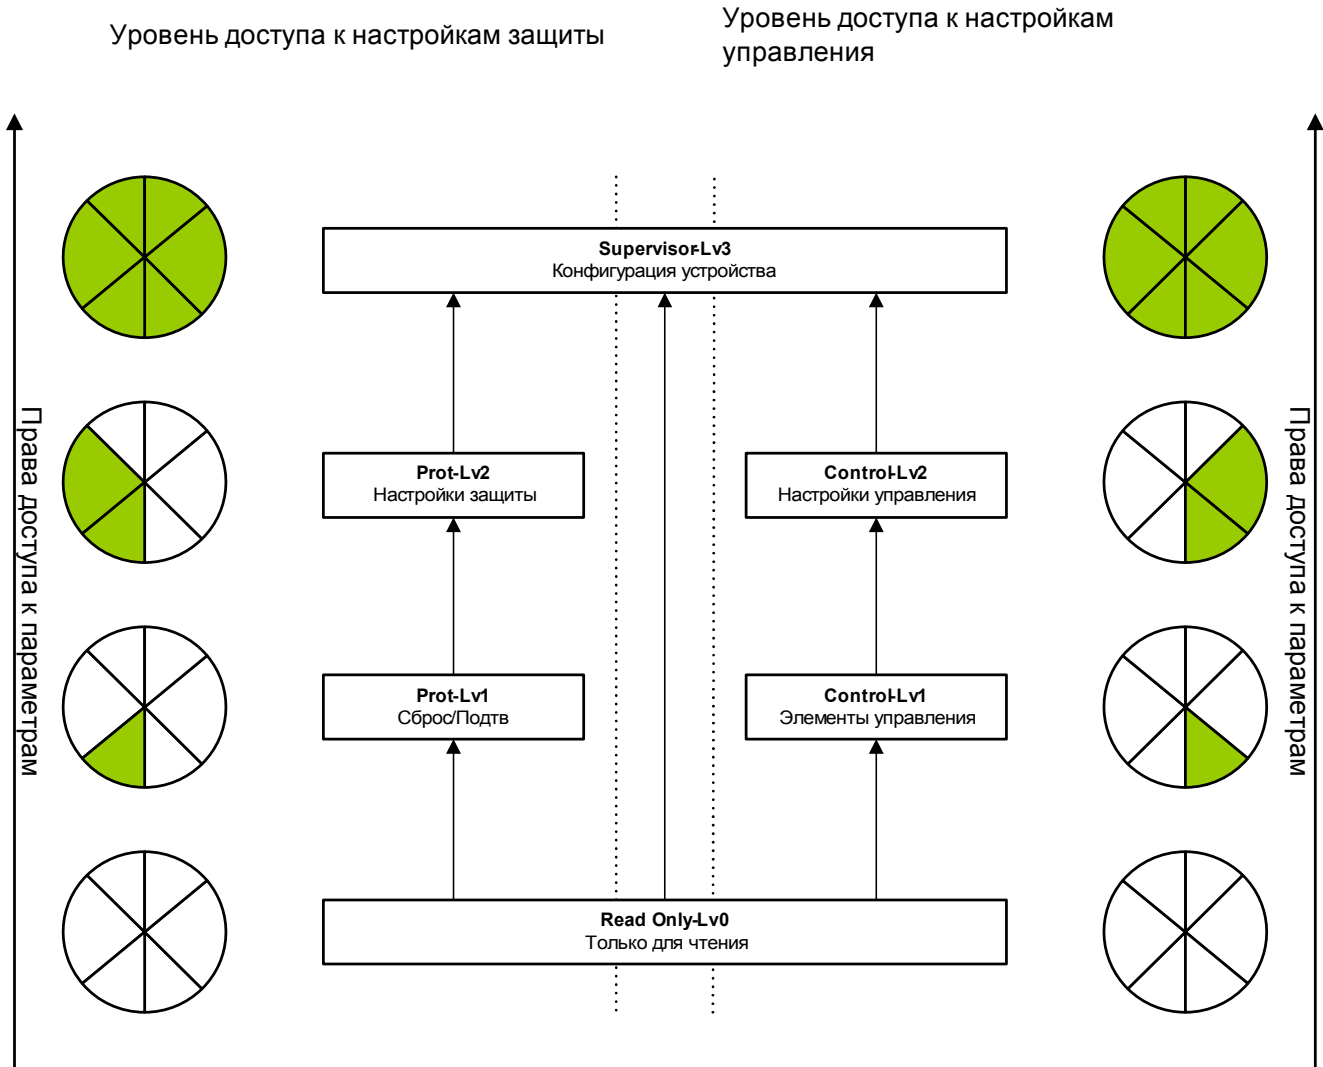 Уровень доступа к настройкам защиты
Уровень доступа к настройкам
управления
Supervisor-Lv3
Конфигурация устройства
Права доступа к параметрам
Prot-Lv2
Настройки защиты
Control-Lv2
Настройки управления
Права доступа к параметрам
Prot-Lv1
Сброс/Подтв
Control-Lv1
Элементы управления
Read Only-Lv0
Только для чтения